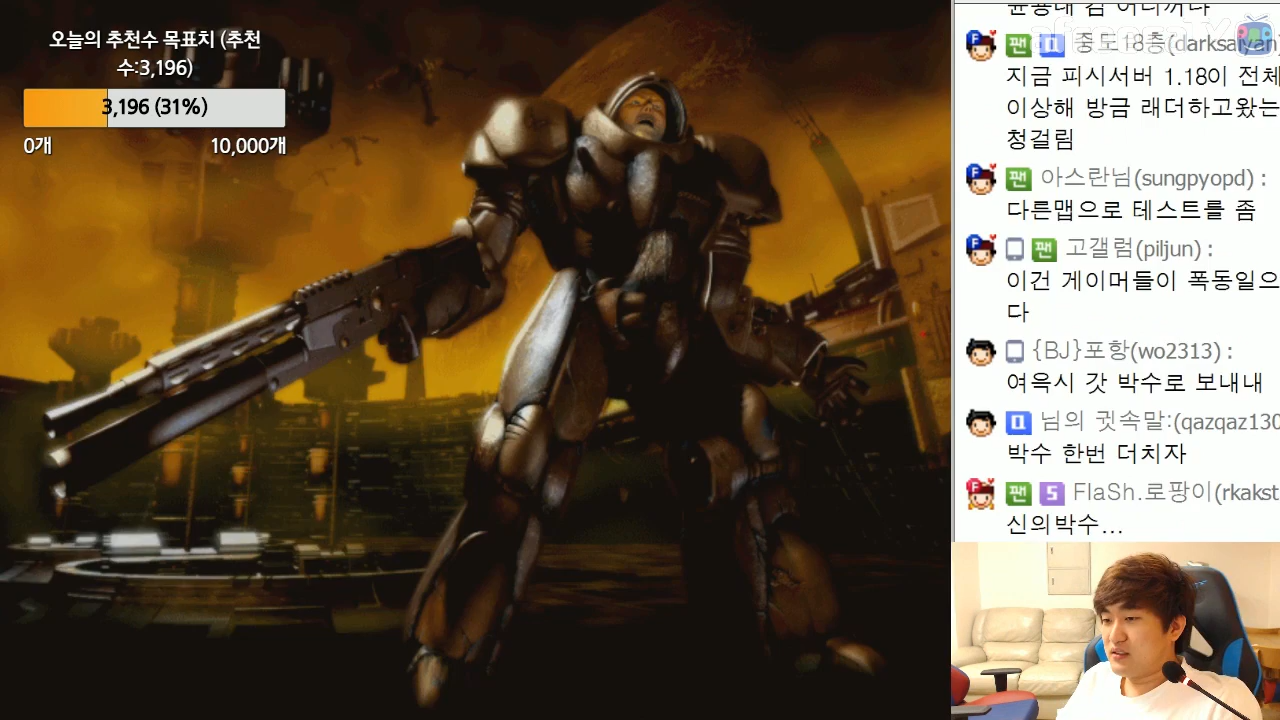 오늘의 추천수 목표치 (추천
수:3,196)
3,196 (31%)
0개 10,000개
afreecaTV
지금 피시서버 1.18이 전체
이상해 방금 래더하고왔는
청걸림
팬 아스란님(sungpyopd) :
다른맵으로 테스트를 좀
팬 고갤럼(piljun) :
이건 게이머들이 폭동일으
다
{BJ}포항(wo2313) :
여윽시 갓 박수로 보내내
님의 귓속말:(qazqaz130
박수 한번 더치자
팬 S FlaSh.로팡이(rkakst
신의박수...